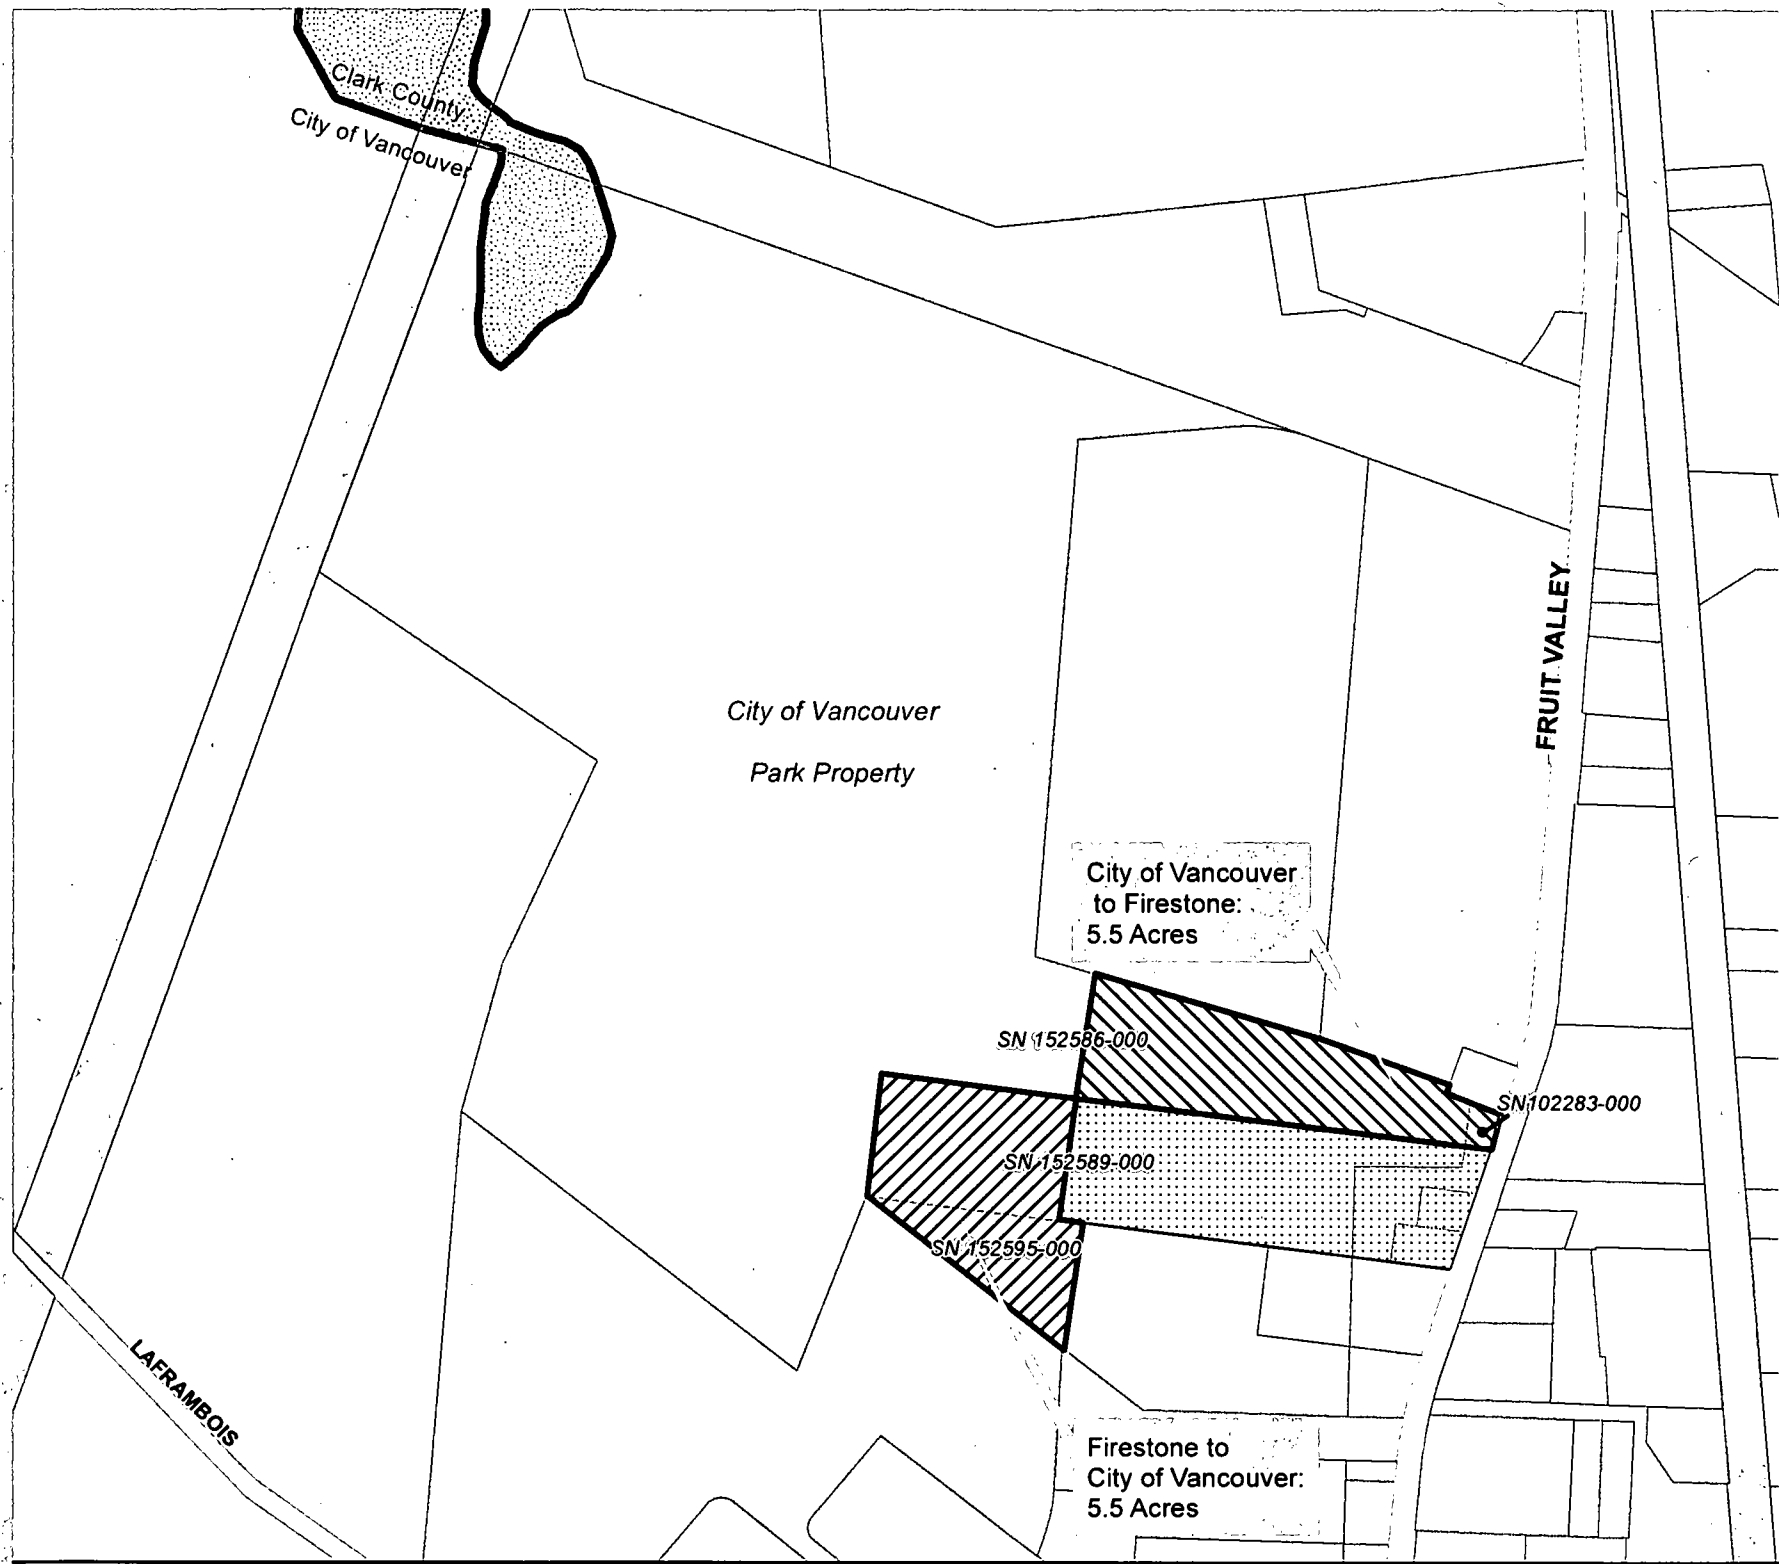 Clark County
City of Vancouver
FRUIT VALLEY
City of Vancouver
Park Property
City of Vancouver
to Firestone:
5.5 Acres
SN 152586-000
SN102283-000
SN 152589-000
SN 152595-000
LAFRAMBOIS
Firestone to
City of Vancouver:
5.5 Acres